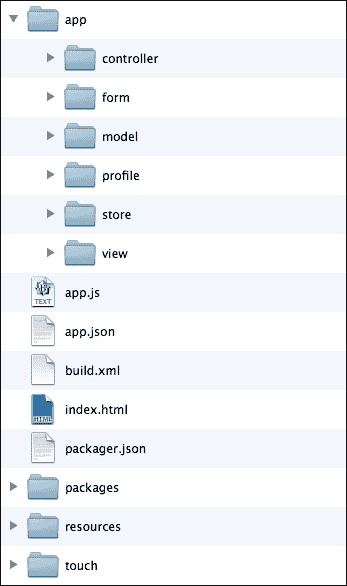 app
controller
form
model
profile
store
view
app.js
app.json
build.xml
index.html
packager.json
packages
resources
touch